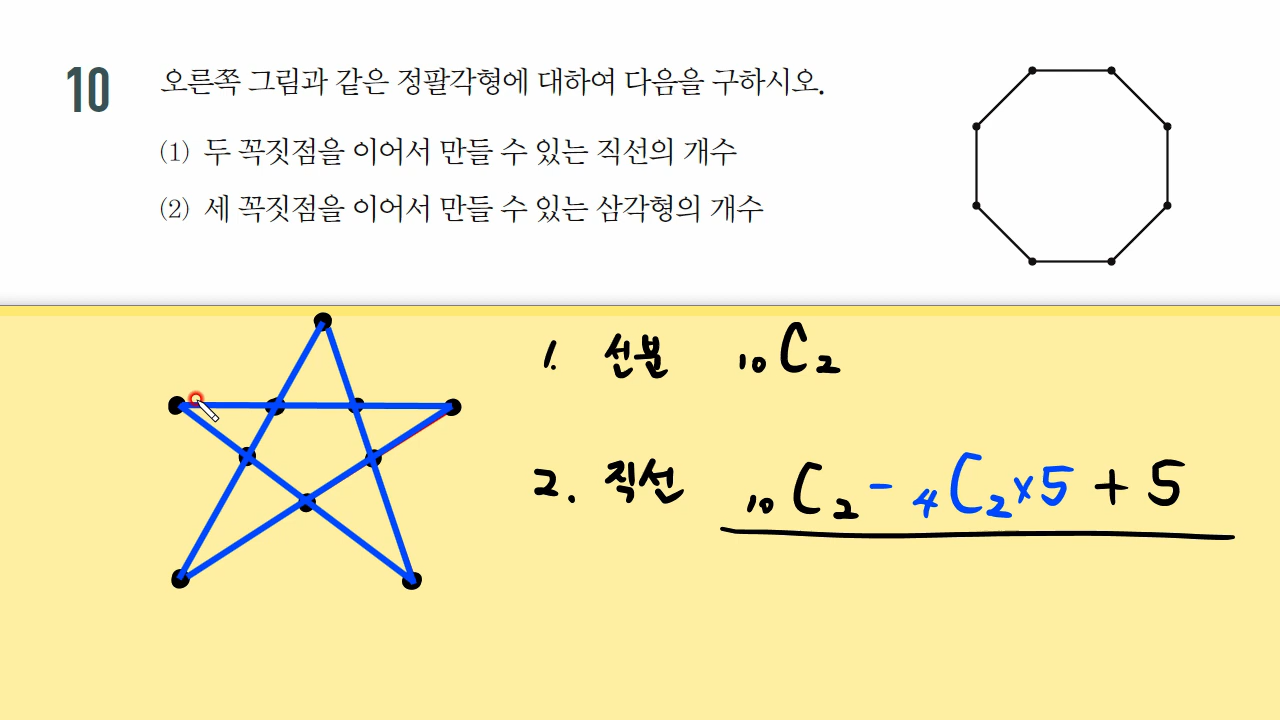 10 오른쪽 그림과 같은 정팔각형에 대하여 다음을 구하시오.
(1) 두 꼭짓점을 이어서 만들 수 있는 직선의 개수
(2) 세 꼭짓점을 이어서 만들 수 있는 삼각형의 개수
1. 선분 ₁₀C₂
2. 직선 ₁₀C₂ - ₄C₂×5 + 5